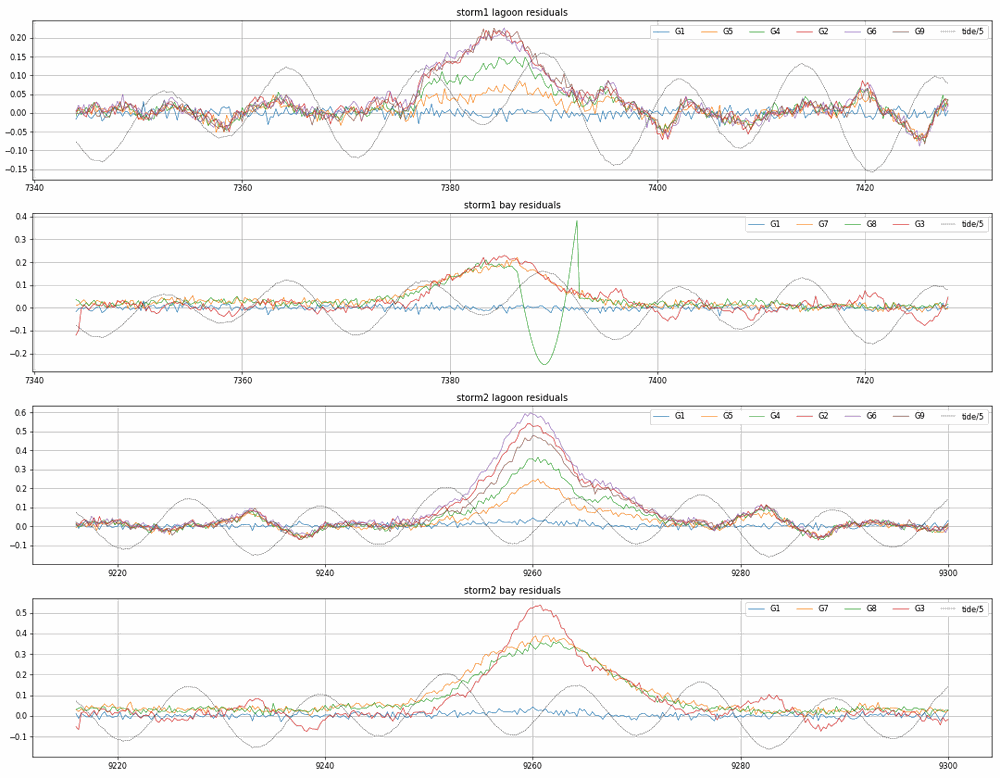 storm1 lagoon residuals
G1 G5 G4 G2 G6 G9 tide/5
0.20
0.15
0.10
0.05
0.00
−0.05
−0.10
−0.15
7340 7360 7380 7400 7420
storm1 bay residuals
G1 G7 G8 G3 tide/5
0.4
0.3
0.2
0.1
0.0
−0.1
−0.2
7340 7360 7380 7400 7420
storm2 lagoon residuals
G1 G5 G4 G2 G6 G9 tide/5
0.6
0.5
0.4
0.3
0.2
0.1
0.0
−0.1
9220 9240 9260 9280 9300
storm2 bay residuals
G1 G7 G8 G3 tide/5
0.5
0.4
0.3
0.2
0.1
0.0
−0.1
9220 9240 9260 9280 9300